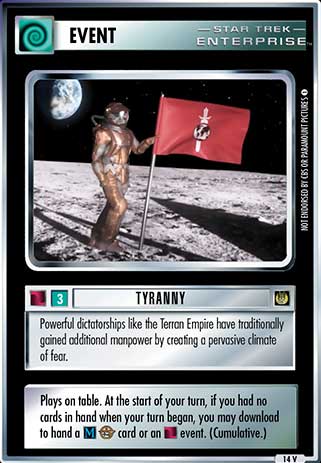 EVENT
STAR TREK
ENTERPRISE™
NOT ENDORSED BY CBS OR PARAMOUNT PICTURES
3
TYRANNY
Powerful dictatorships like the Terran Empire have traditionally
gained additional manpower by creating a pervasive climate
of fear.
Plays on table. At the start of your turn, if you had no
cards in hand when your turn began, you may download
to hand a M card or an event. (Cumulative.)
14 V